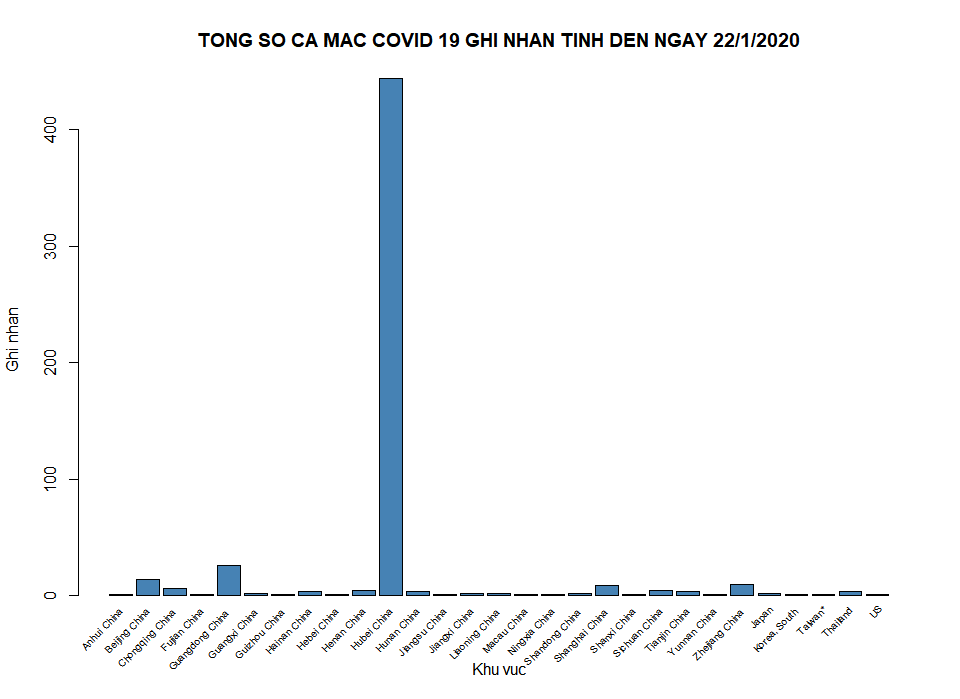 TONG SO CA MAC COVID 19 GHI NHAN TINH DEN NGAY 22/1/2020
Ghi nhan
400
300
200
100
0
Anhui China
Beijing China
Chongqing China
Fujian China
Guangdong China
Guangxi China
Guizhou China
Hainan China
Hebei China
Henan China
Hubei China
Hunan China
Jiangsu China
Jiangxi China
Liaoning China
Macau China
Ningxia China
Shandong China
Shanghai China
Shanxi China
Sichuan China
Tianjin China
Yunnan China
Zhejiang China
Japan
Korea, South
Taiwan*
Thailand
US
Khu vuc